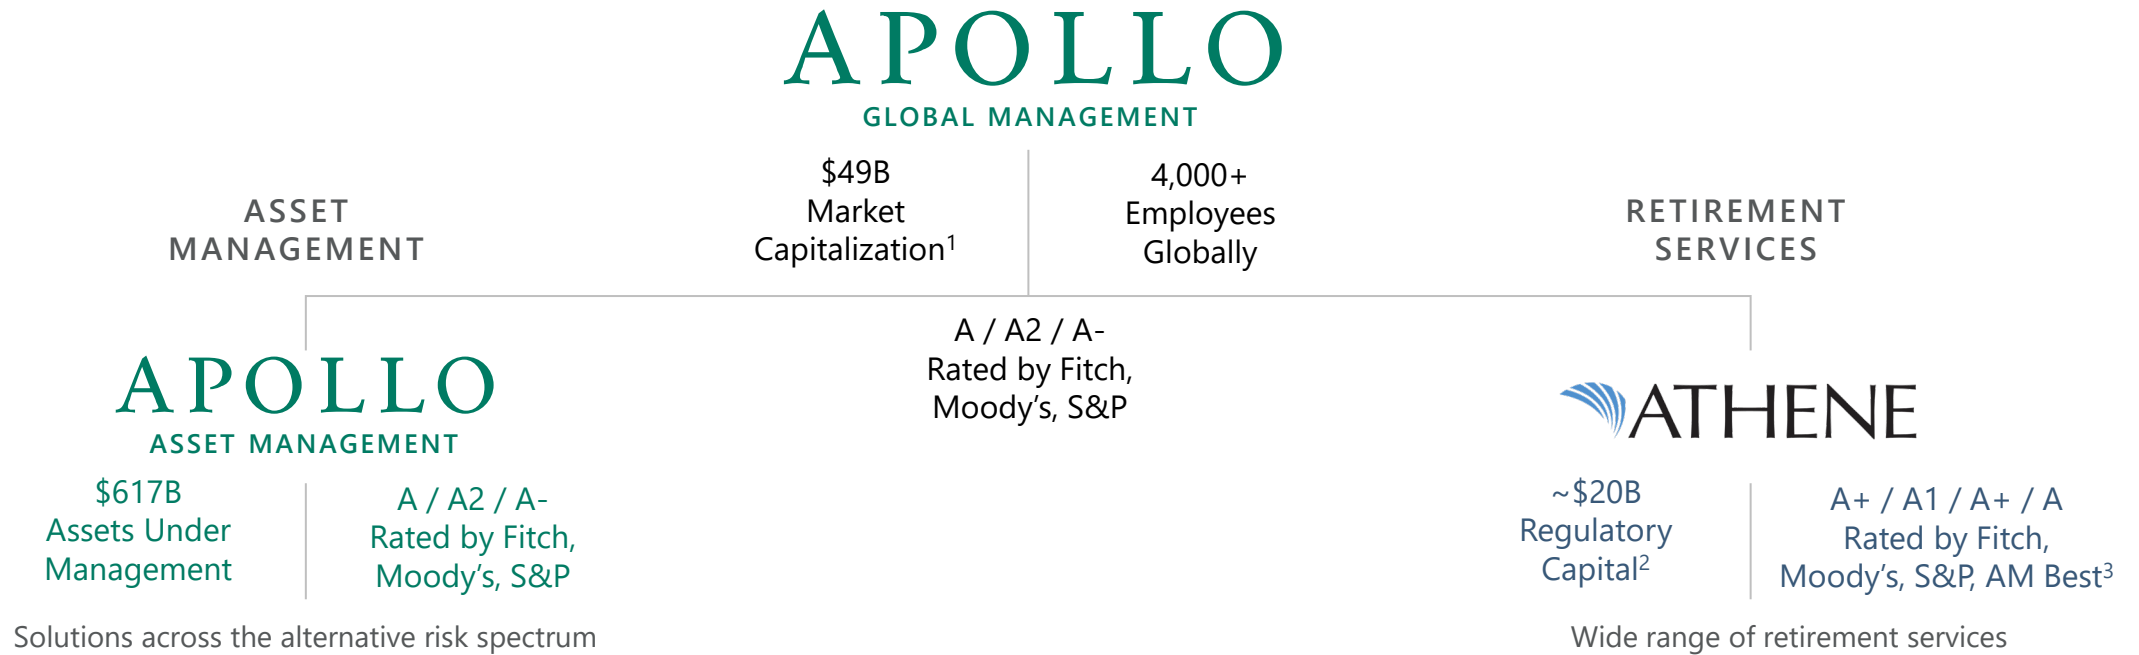 APOLLO
GLOBAL MANAGEMENT
$49B
Market
Capitalization¹
4,000+
Employees
Globally
ASSET
MANAGEMENT
RETIREMENT
SERVICES
A / A2 / A-
Rated by Fitch,
Moody’s, S&P
APOLLO
ASSET MANAGEMENT
$617B
Assets Under
Management
A / A2 / A-
Rated by Fitch,
Moody’s, S&P
Solutions across the alternative risk spectrum
ATHENE
~$20B
Regulatory
Capital²
A+ / A1 / A+ / A
Rated by Fitch,
Moody’s, S&P, AM Best³
Wide range of retirement services